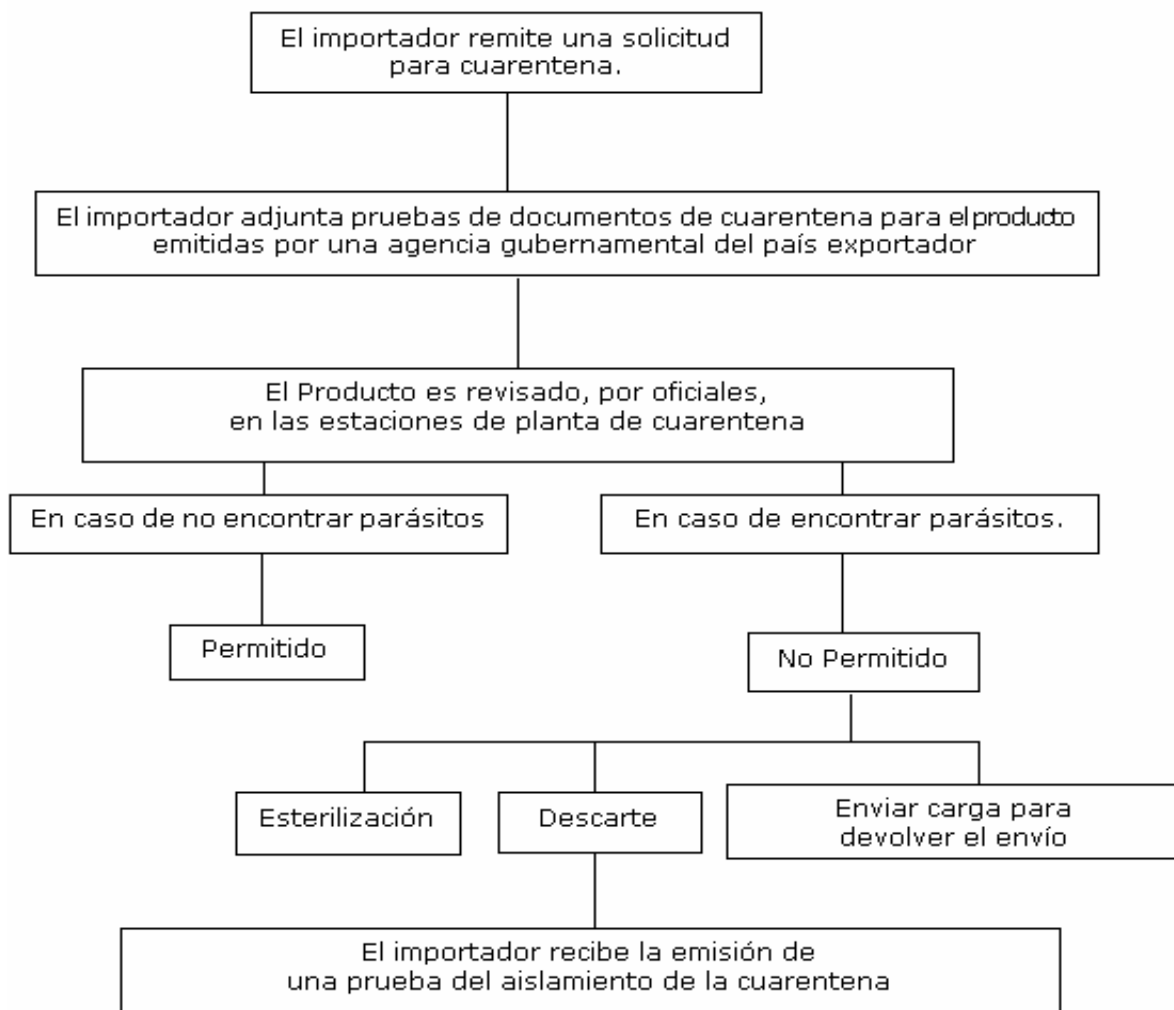 El importador remite una solicitud
para cuarentena.
El importador adjunta pruebas de documentos de cuarentena para el producto
emitidas por una agencia gubernamental del país exportador
El Producto es revisado, por oficiales,
en las estaciones de planta de cuarentena
En caso de no encontrar parásitos
En caso de encontrar parásitos.
Permitido
No Permitido
Esterilización
Descarte
Enviar carga para
devolver el envío
El importador recibe la emisión de
una prueba del aislamiento de la cuarentena